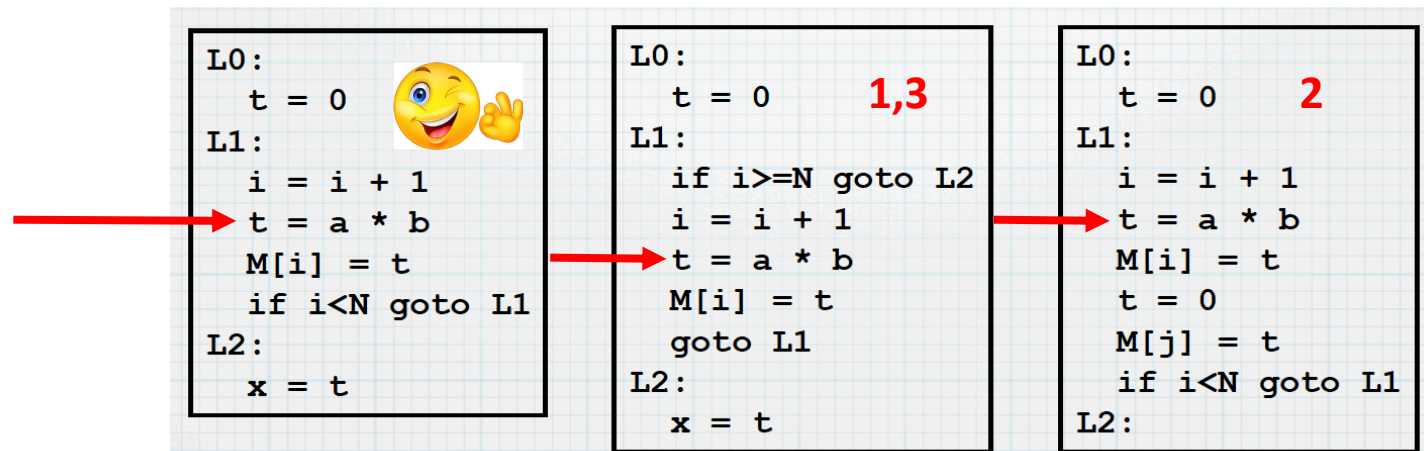 L0:
t = 0
L1:
i = i + 1
t = a * b
M[i] = t
if i<N goto L1
L2:
x = t
L0:
t = 0 1,3
L1:
if i>=N goto L2
i = i + 1
t = a * b
M[i] = t
goto L1
L2:
x = t
L0:
t = 0 2
L1:
i = i + 1
t = a * b
M[i] = t
t = 0
M[j] = t
if i<N goto L1
L2: